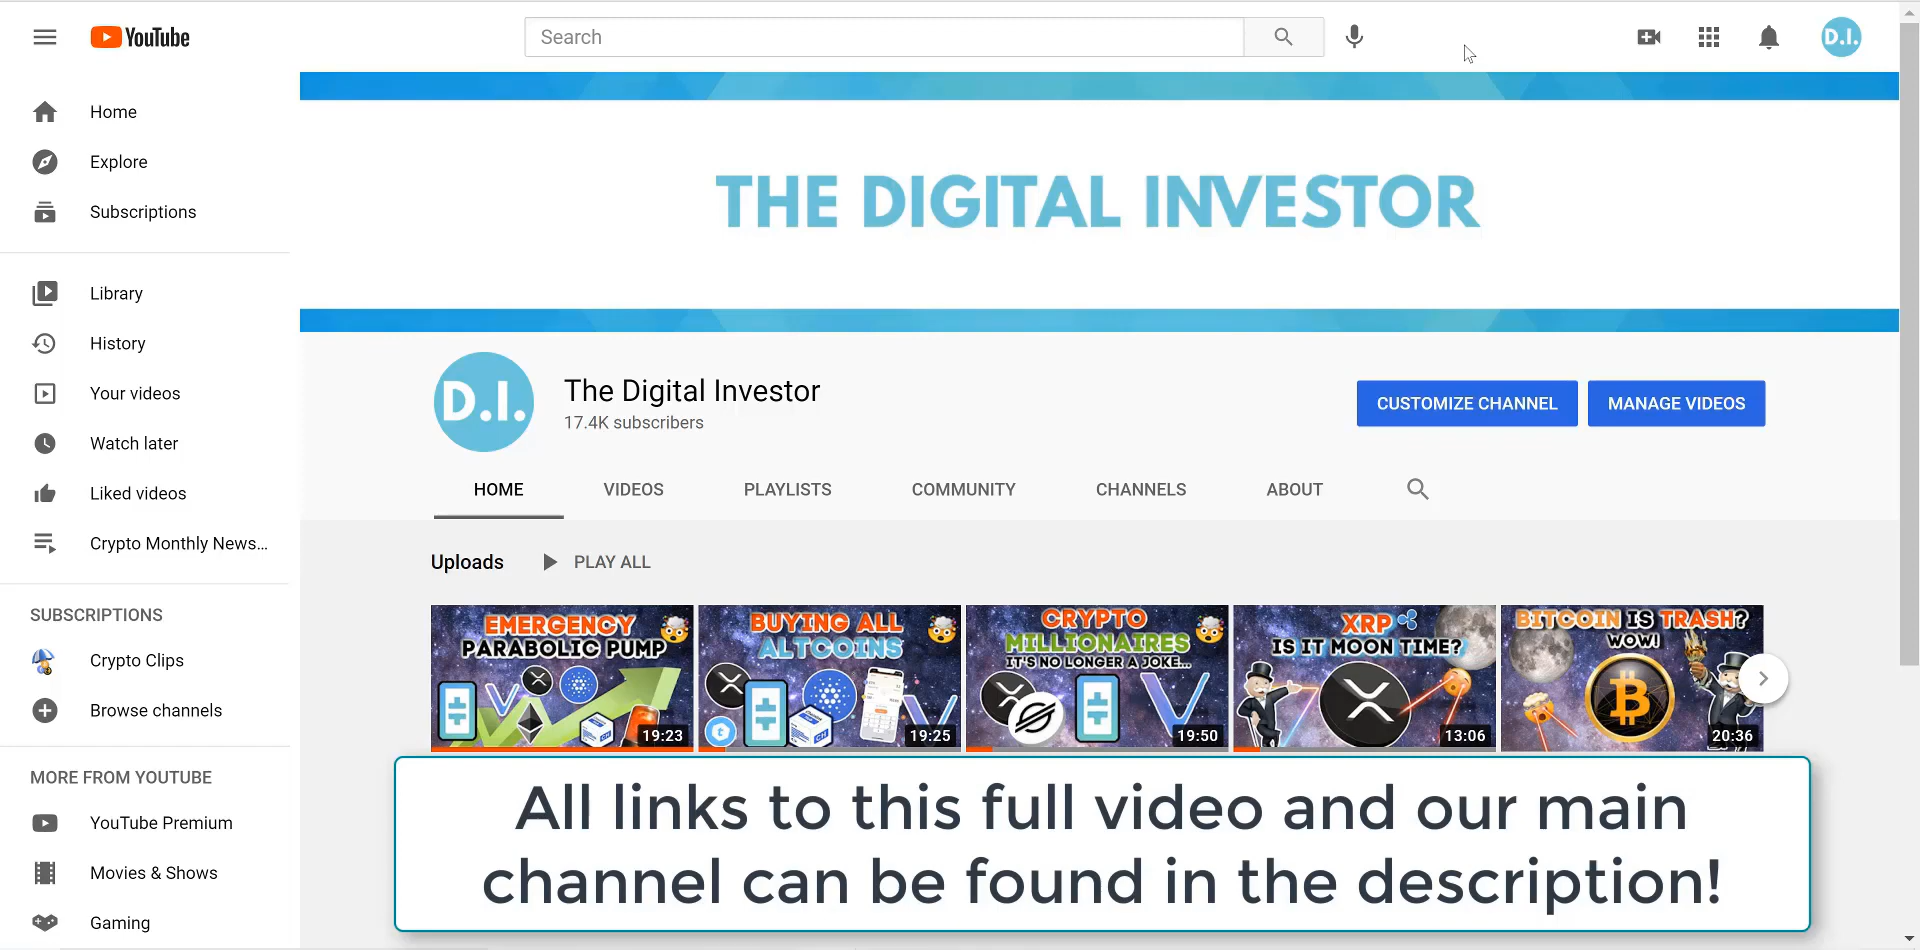 YouTube
Search
D.I.
Home
Explore
Subscriptions
Library
History
Your videos
Watch later
Liked videos
Crypto Monthly News...
SUBSCRIPTIONS
Crypto Clips
Browse channels
MORE FROM YOUTUBE
YouTube Premium
Movies & Shows
Gaming
THE DIGITAL INVESTOR
D.I.
The Digital Investor
17.4K subscribers
CUSTOMIZE CHANNEL
MANAGE VIDEOS
HOME
VIDEOS
PLAYLISTS
COMMUNITY
CHANNELS
ABOUT
Uploads
PLAY ALL
EMERGENCY
PARABOLIC PUMP
19:23
BUYING ALL
ALTCOINS
19:25
CRYPTO
MILLIONAIRES
IT'S NO LONGER A JOKE...
19:50
XRP
IS IT MOON TIME?
13:06
BITCOIN IS TRASH?
WOW!
20:36
All links to this full video and our main
channel can be found in the description!